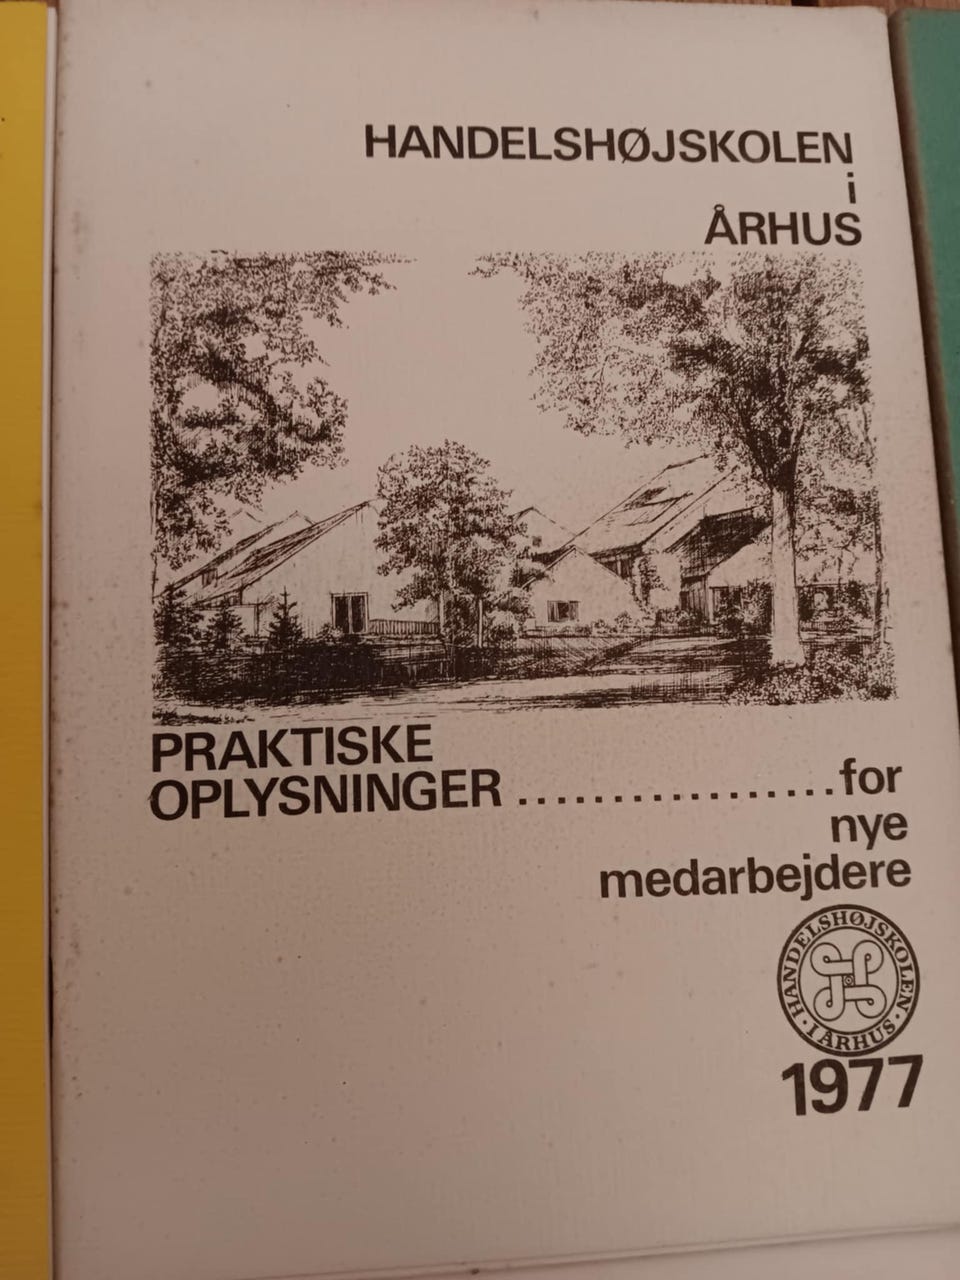 HANDELSHØJSKOLEN
i
ÅRHUS
PRAKTISKE
OPLYSNINGER ................. for
nye
medarbejdere
· HANDELSHØJSKOLEN · I ÅRHUS
1977